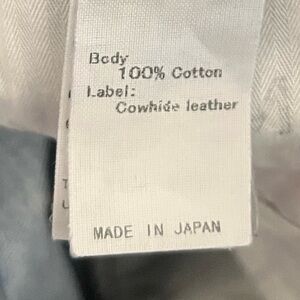 Body
100% Cotton
Label:
Cowhide leather
MADE IN JAPAN